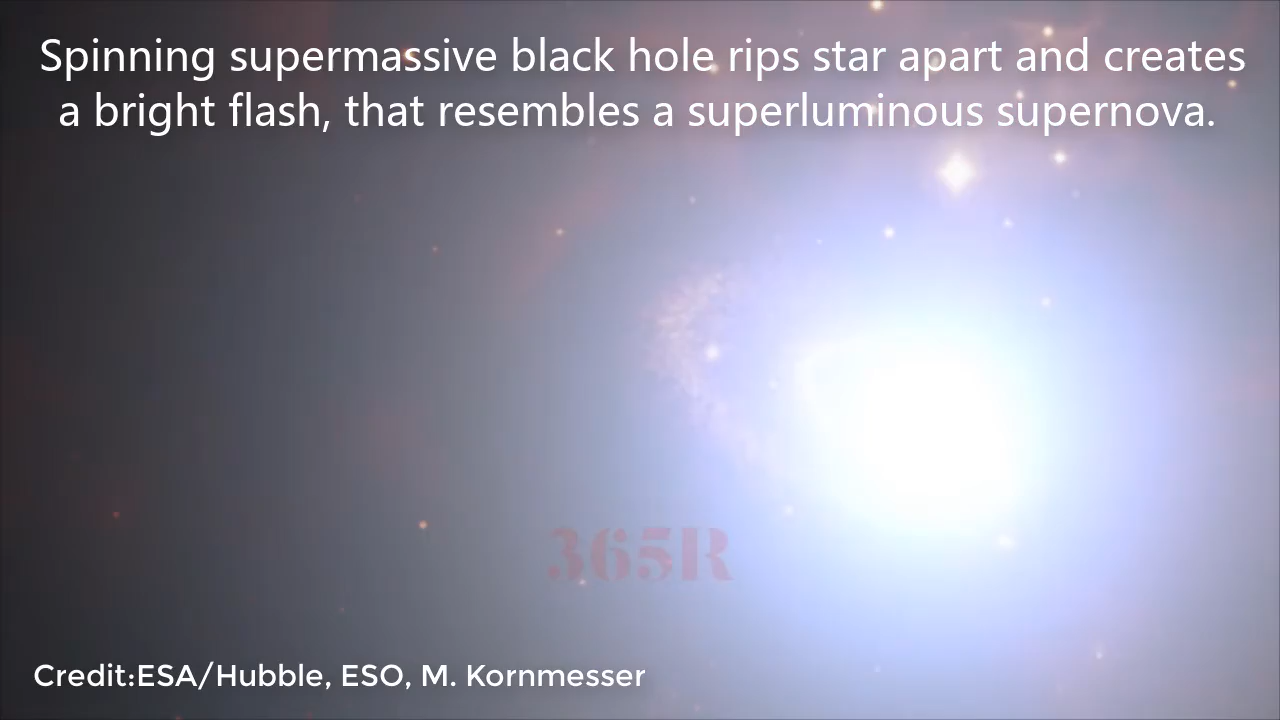 Spinning supermassive black hole rips star apart and creates
a bright flash, that resembles a superluminous supernova.
365R
Credit:ESA/Hubble, ESO, M. Kornmesser